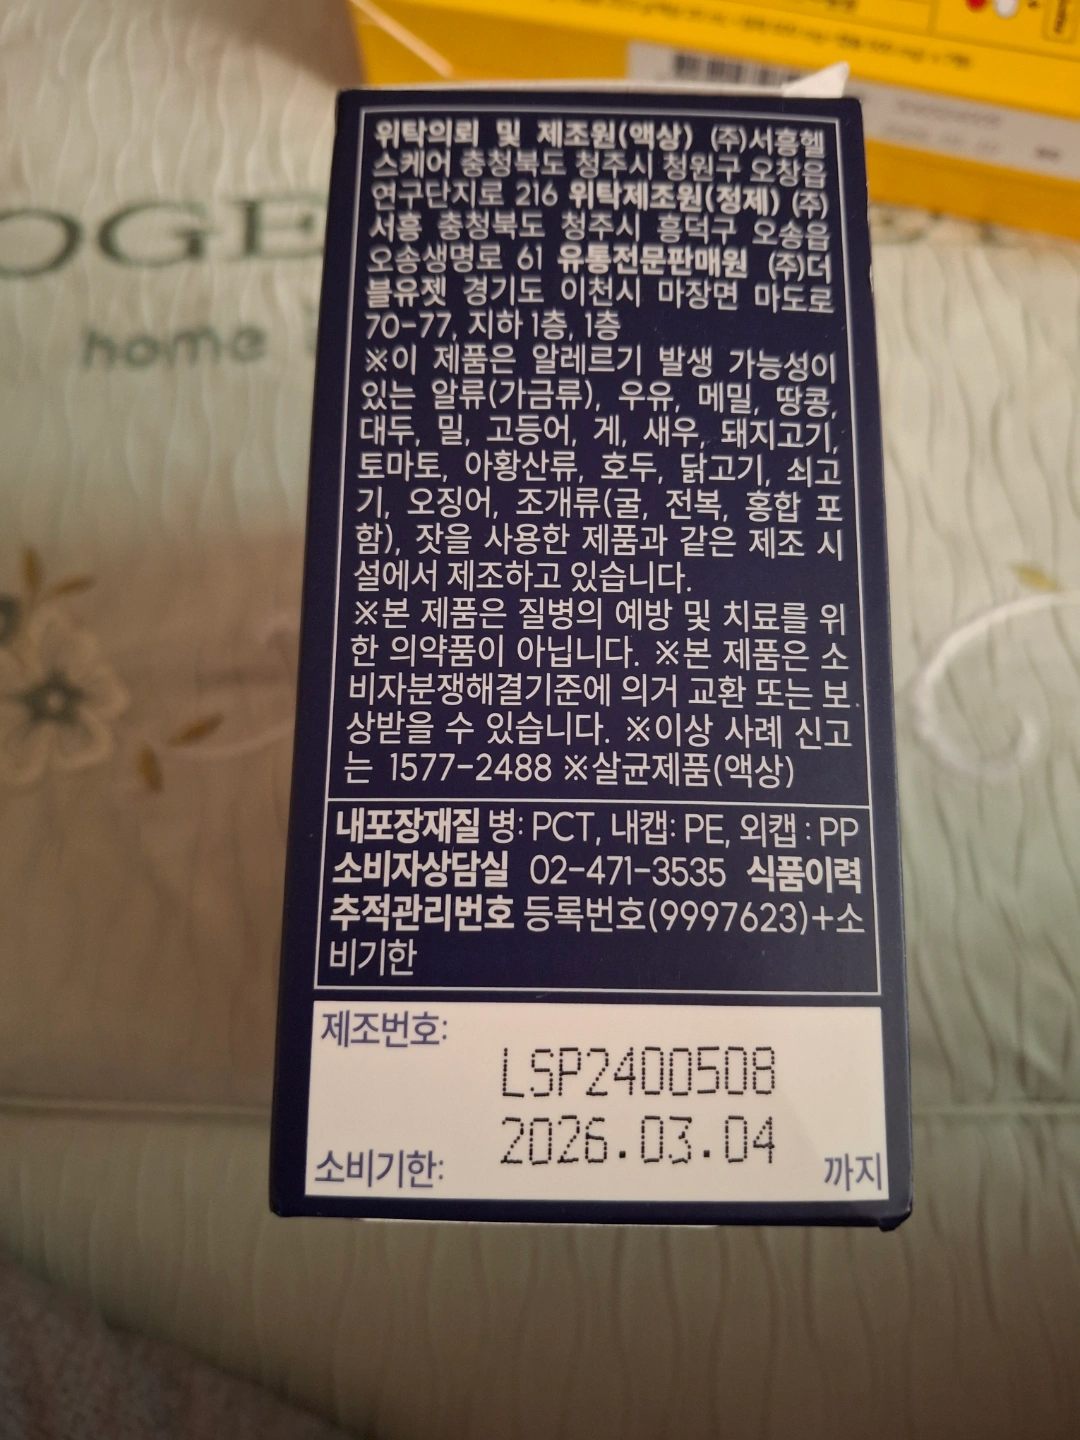 OGE
home
위탁의뢰 및 제조원(액상) (주)서흥헬
스케어 충청북도 청주시 청원구 오창읍
연구단지로 216 위탁제조원(정제) (주)
서흥 충청북도 청주시 흥덕구 오송읍
오송생명로 61 유통전문판매원 (주)더
블유젯 경기도 이천시 마장면 마도로
70-77, 지하 1층, 1층
※이 제품은 알레르기 발생 가능성이
있는 알류(가금류), 우유, 메밀, 땅콩,
대두, 밀, 고등어, 게, 새우, 돼지고기,
토마토, 아황산류, 호두, 닭고기, 쇠고
기, 오징어, 조개류(굴, 전복, 홍합 포
함), 잣을 사용한 제품과 같은 제조 시
설에서 제조하고 있습니다.
※본 제품은 질병의 예방 및 치료를 위
한 의약품이 아닙니다. ※본 제품은 소
비자분쟁해결기준에 의거 교환 또는 보
상받을 수 있습니다. ※이상 사례 신고
는 1577-2488 ※살균제품(액상)
내포장재질 병: PCT, 내캡: PE, 외캡 : PP
소비자상담실 02-471-3535 식품이력
추적관리번호 등록번호(9997623)+소
비기한
제조번호:
LSP2400508
2026.03.04
소비기한: 까지